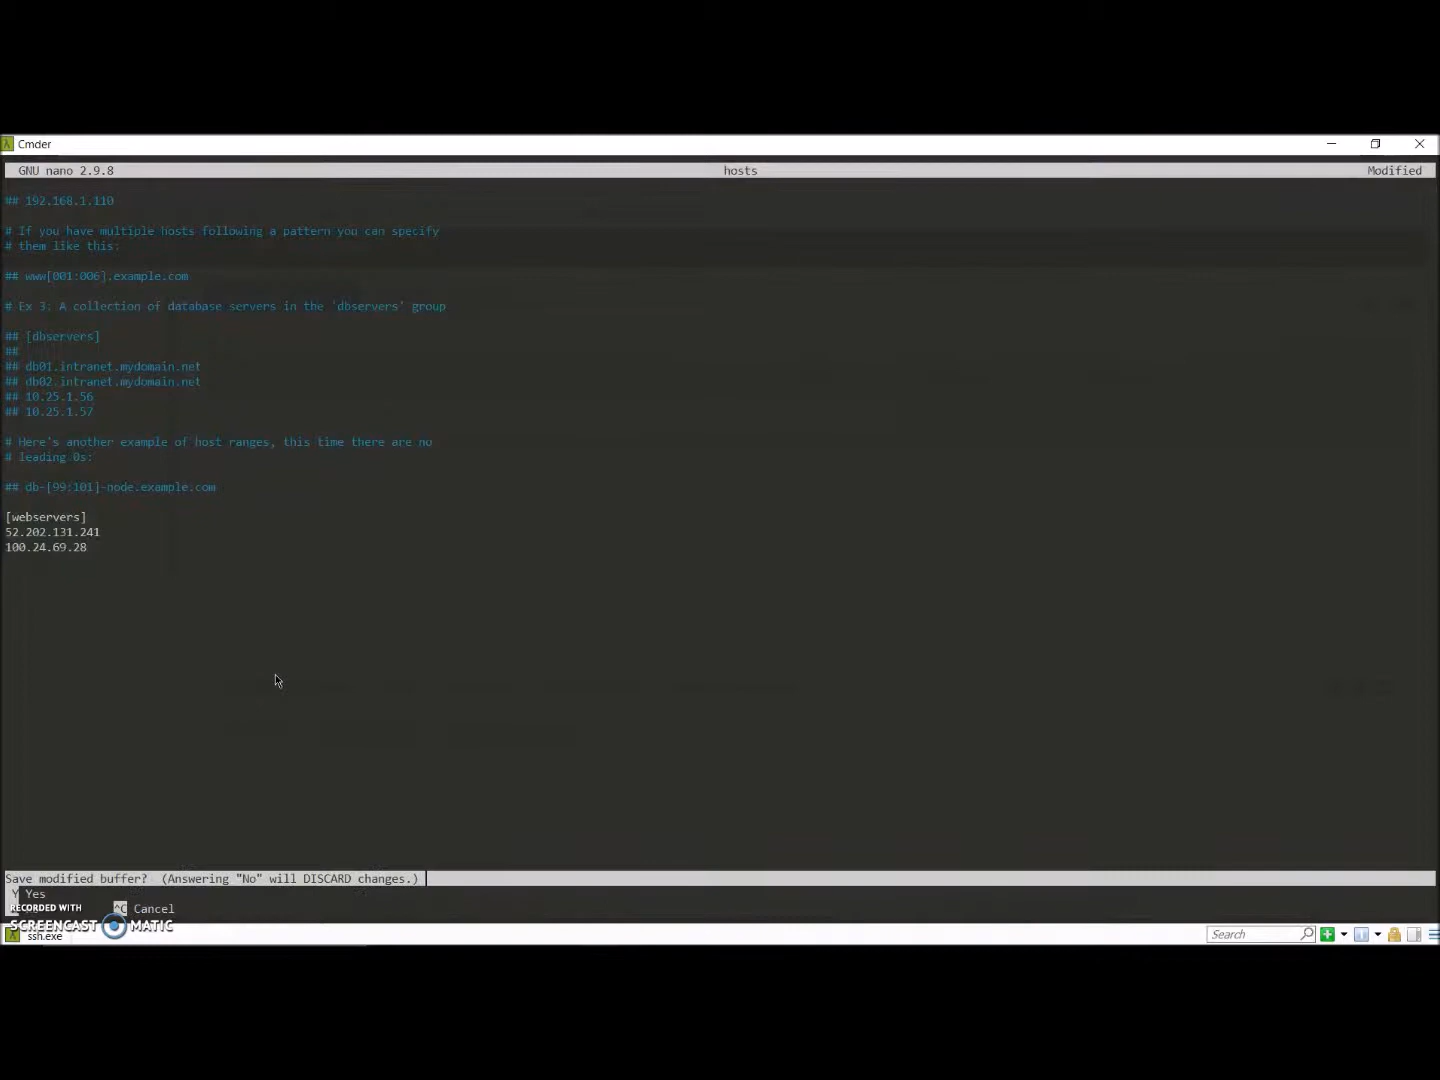 Cmder
GNU nano 2.9.8 hosts Modified
## 192.168.1.110
# If you have multiple hosts following a pattern you can specify
# them like this:
## www[001:006].example.com
# Ex 3: A collection of database servers in the 'dbservers' group
## [dbservers]
##
## db01.intranet.mydomain.net
## db02.intranet.mydomain.net
## 10.25.1.56
## 10.25.1.57
# Here's another example of host ranges, this time there are no
# leading 0s:
## db-[99:101]-node.example.com
[webservers]
52.202.131.241
100.24.69.28
Save modified buffer? (Answering "No" will DISCARD changes.)
Y Yes
^C Cancel
RECORDED WITH
SCREENCAST MATIC
ssh.exe
Search